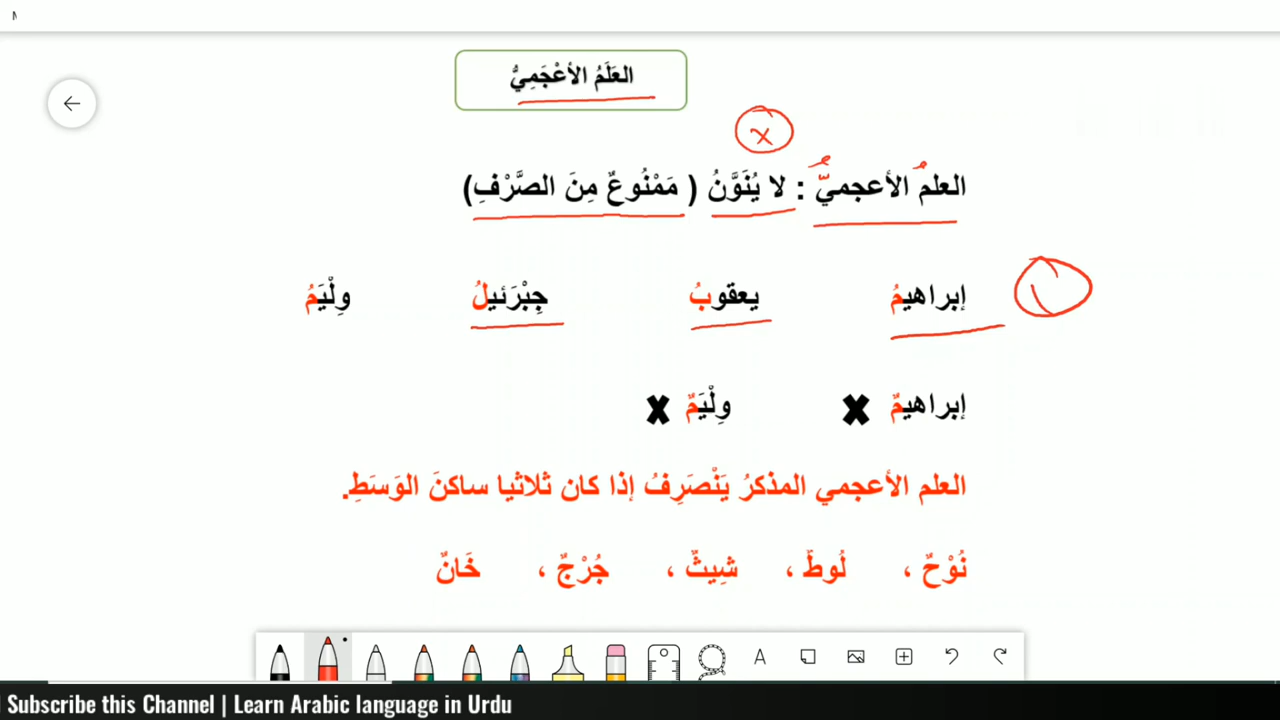 العَلَمُ الأعْجَمِيُّ
العلمُ الأعجميُّ : لا يُنَوَّنُ ( مَمْنُوعٌ مِنَ الصَّرْفِ)
إبراهيمُ يعقوبُ جِبْرَئيلُ وِلْيَمُ
إبراهيمٌ x وِلْيَمٌ x
العلم الأعجمي المذكرُ يَنْصَرِفُ إذا كان ثلاثيا ساكنَ الوَسَطِ.
نُوْحٌ ، لُوطٌ ، شِيثٌ ، جُرْجٌ ، خَانٌ
Subscribe this Channel | Learn Arabic language in Urdu